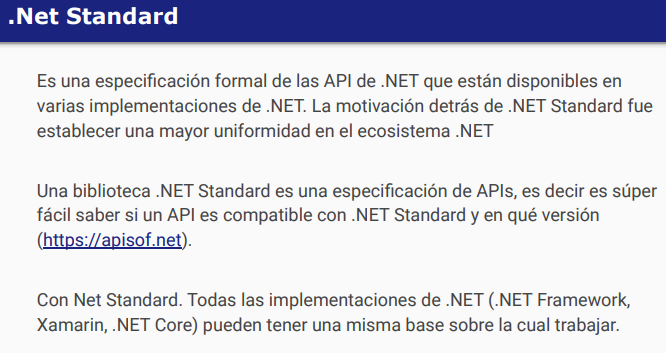 .Net Standard
Es una especificación formal de las API de .NET que están disponibles en
varias implementaciones de .NET. La motivación detrás de .NET Standard fue
establecer una mayor uniformidad en el ecosistema .NET
Una biblioteca .NET Standard es una especificación de APIs, es decir es súper
fácil saber si un API es compatible con .NET Standard y en qué versión
(https://apisof.net).
Con Net Standard. Todas las implementaciones de .NET (.NET Framework,
Xamarin, .NET Core) pueden tener una misma base sobre la cual trabajar.